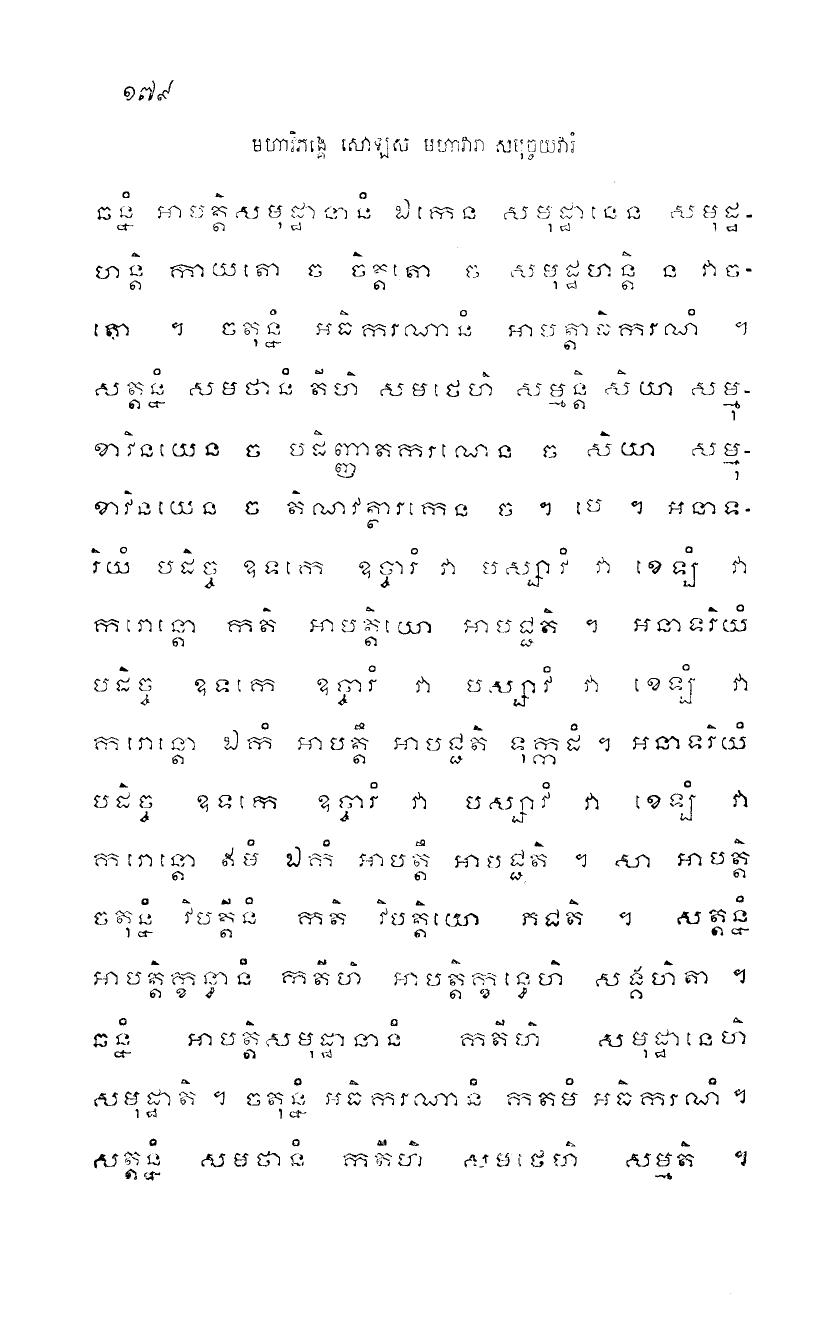 ១៧៩
មហាវិភង្គេ សោឡស មហាវារា សមុច្ចយវារំ
ឆន្នំ អាបត្តិសមុដ្ឋានានំ ឯកេន សមុដ្ឋានេន សមុដ្ឋ-
ហន្តិ កាយតោ ច ចិត្តតោ ច សមុដ្ឋហន្តិ ន វាច-
តោ ។ ចតុន្នំ អធិករណានំ អាបត្តាធិករណំ ។
សត្តន្នំ សមថានំ តីហិ សមថេហិ សម្មន្តិ សិយា សម្មុ-
ខាវិនយេន ច បដិញ្ញាតករណេន ច សិយា សម្មុ-
ខាវិនយេន ច តិណវត្ថារកេន ច ។ បេ ។ អនាទ-
រិយំ បដិច្ច ឧទកេ ឧច្ចារំ វា បស្សាវំ វា ខេឡំ វា
ករោន្តោ កតិ អាបត្តិយោ អាបជ្ជតិ ។ អនាទរិយំ
បដិច្ច ឧទកេ ឧច្ចារំ វា បស្សាវំ វា ខេឡំ វា
ករោន្តោ ឯកំ អាបត្តឹ អាបជ្ជតិ ទុក្កដំ ។ អនាទរិយំ
បដិច្ច ឧទកេ ឧច្ចារំ វា បស្សាវំ វា ខេឡំ វា
ករោន្តោ ឥមំ ឯកំ អាបត្តឹ អាបជ្ជតិ ។ សា អាបត្តិ
ចតុន្នំ វិបត្តីនំ កតិ វិបត្តិយោ ភជតិ ។ សត្តន្នំ
អាបត្តិក្ខន្ធានំ កតីហិ អាបត្តិក្ខន្ធេហិ សង្គហិតា ។
ឆន្នំ អាបត្តិសមុដ្ឋានានំ កតីហិ សមុដ្ឋានេហិ
សមុដ្ឋាតិ ។ ចតុន្នំ អធិករណានំ កតមំ អធិករណំ ។
សត្តន្នំ សមថានំ កតីហិ សមថេហិ សម្មតិ ។